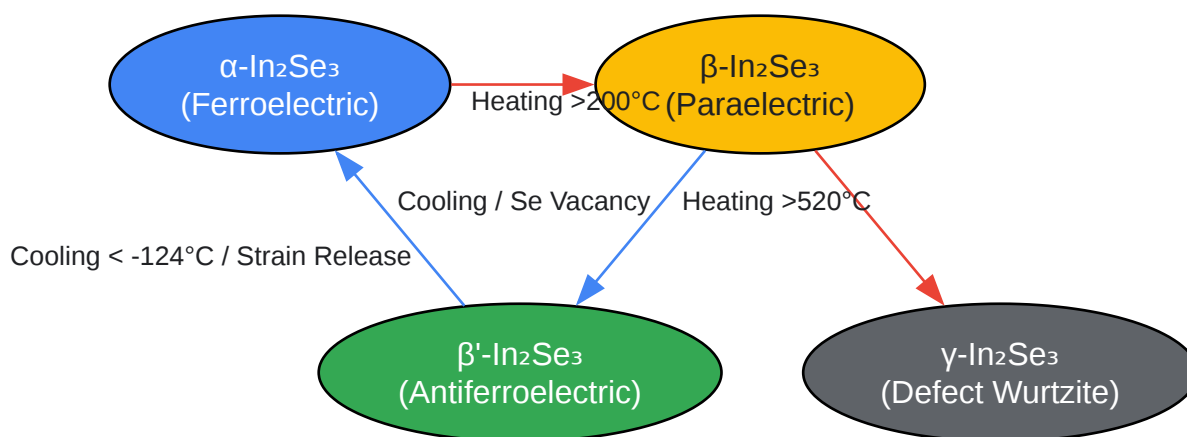 α-In₂Se₃
(Ferroelectric)
Heating >200°C
β-In₂Se₃
(Paraelectric)
Cooling / Se Vacancy
Heating >520°C
Cooling < -124°C / Strain Release
β'-In₂Se₃
(Antiferroelectric)
γ-In₂Se₃
(Defect Wurtzite)